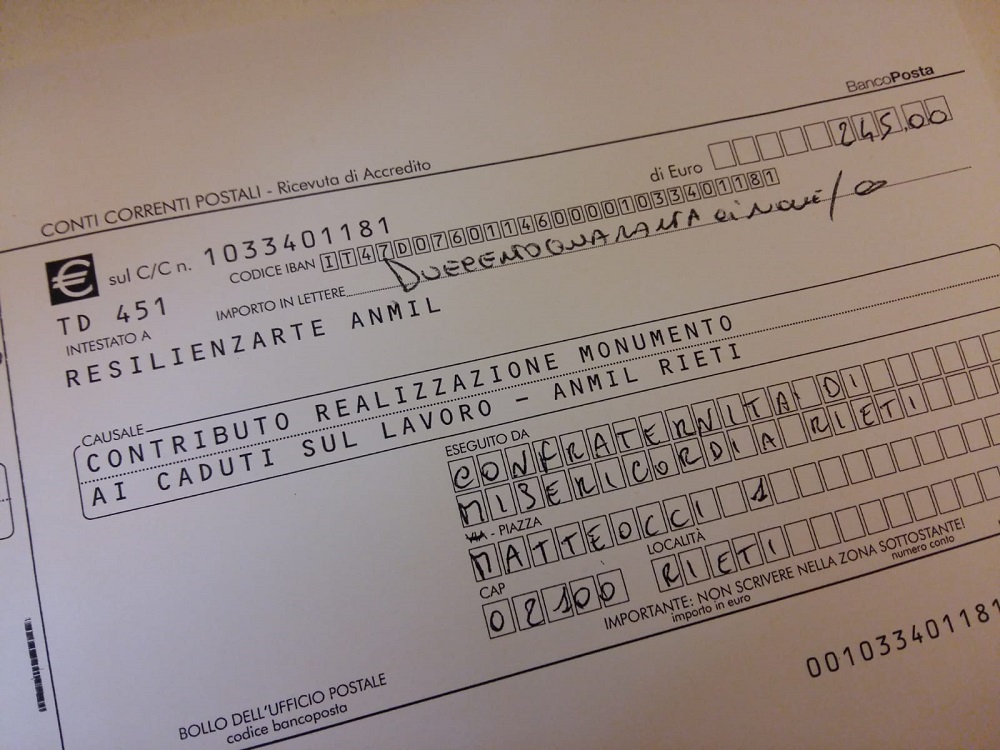 BancoPosta
CONTI CORRENTI POSTALI - Ricevuta di Accredito
di Euro 245,00
€ sul C/C n. 1033401181
CODICE IBAN IT47D0760114600001033401181
TD 451
IMPORTO IN LETTERE DUECENTOQUARANTACINQUE/00
INTESTATO A
RESILIENZARTE ANMIL
CAUSALE
CONTRIBUTO REALIZZAZIONE MONUMENTO
AI CADUTI SUL LAVORO - ANMIL RIETI
ESEGUITO DA
CONFRATERNITA DI
MISERICORDIA RIETI
VIA - PIAZZA
MATTEOCCI 1
CAP
02100
LOCALITÀ
RIETI
IMPORTANTE: NON SCRIVERE NELLA ZONA SOTTOSTANTE!
importo in euro
numero conto
001033401181
BOLLO DELL'UFFICIO POSTALE
codice bancoposta